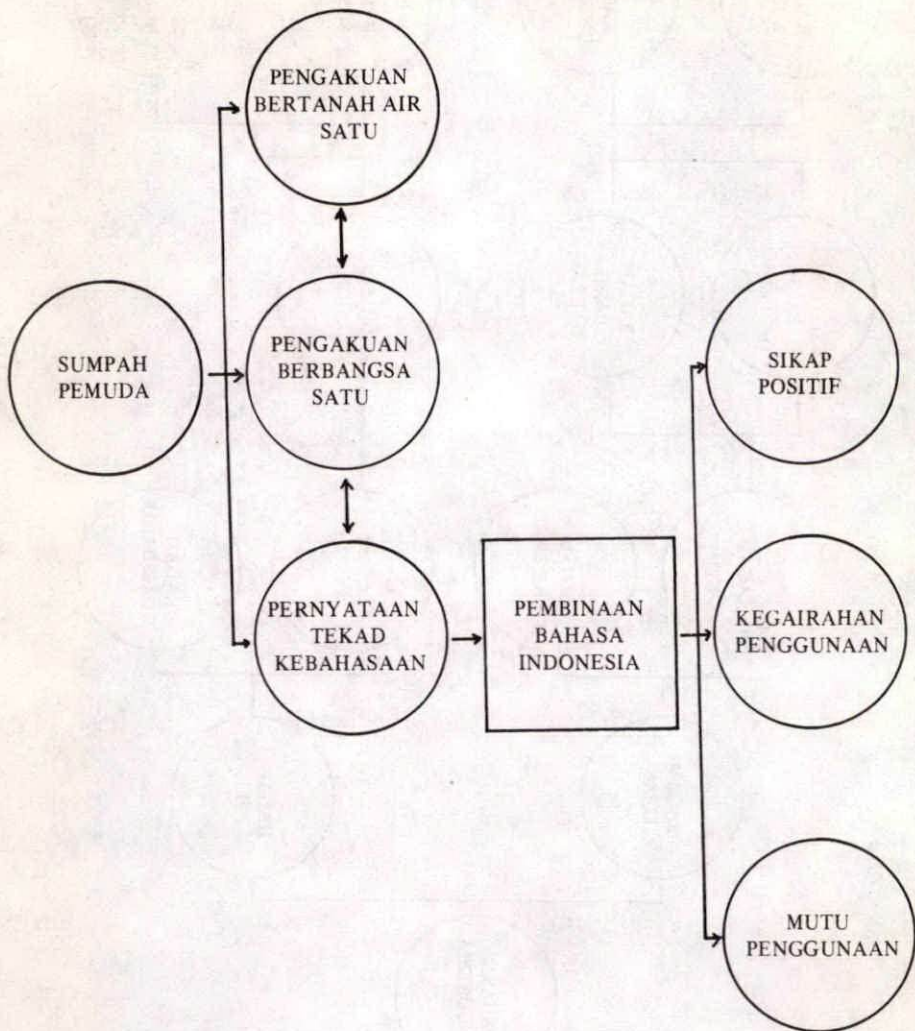 PENGAKUAN
BERTANAH AIR
SATU
SUMPAH
PEMUDA
PENGAKUAN
BERBANGSA
SATU
PERNYATAAN
TEKAD
KEBAHASAAN
PEMBINAAN
BAHASA
INDONESIA
SIKAP
POSITIF
KEGAIRAHAN
PENGGUNAAN
MUTU
PENGGUNAAN